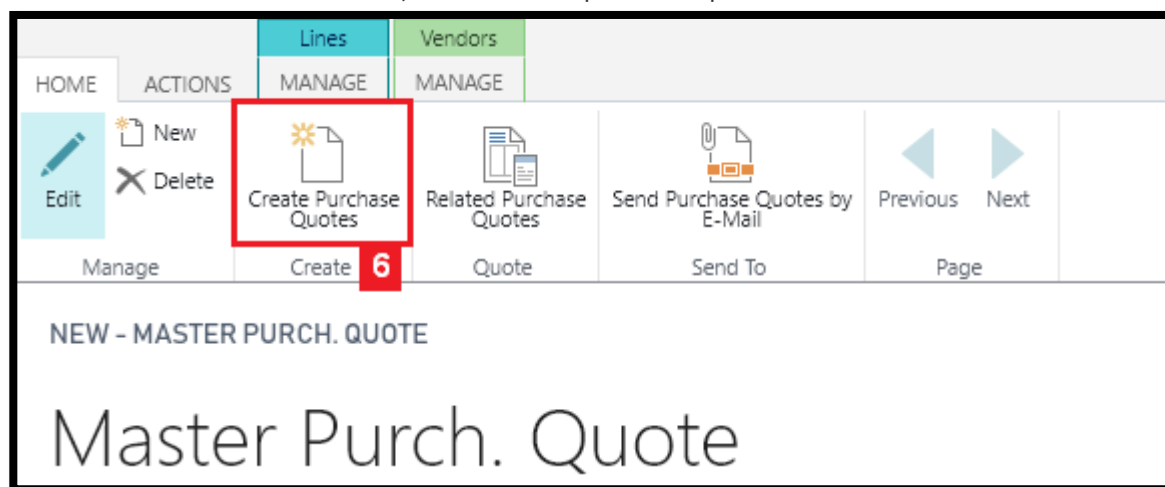 Lines Vendors
HOME ACTIONS MANAGE MANAGE
New
Delete
Edit
Create Purchase
Quotes
Related Purchase
Quotes
Send Purchase Quotes by
E-Mail
Previous Next
Manage Create 6 Quote Send To Page
NEW - MASTER PURCH. QUOTE
Master Purch. Quote